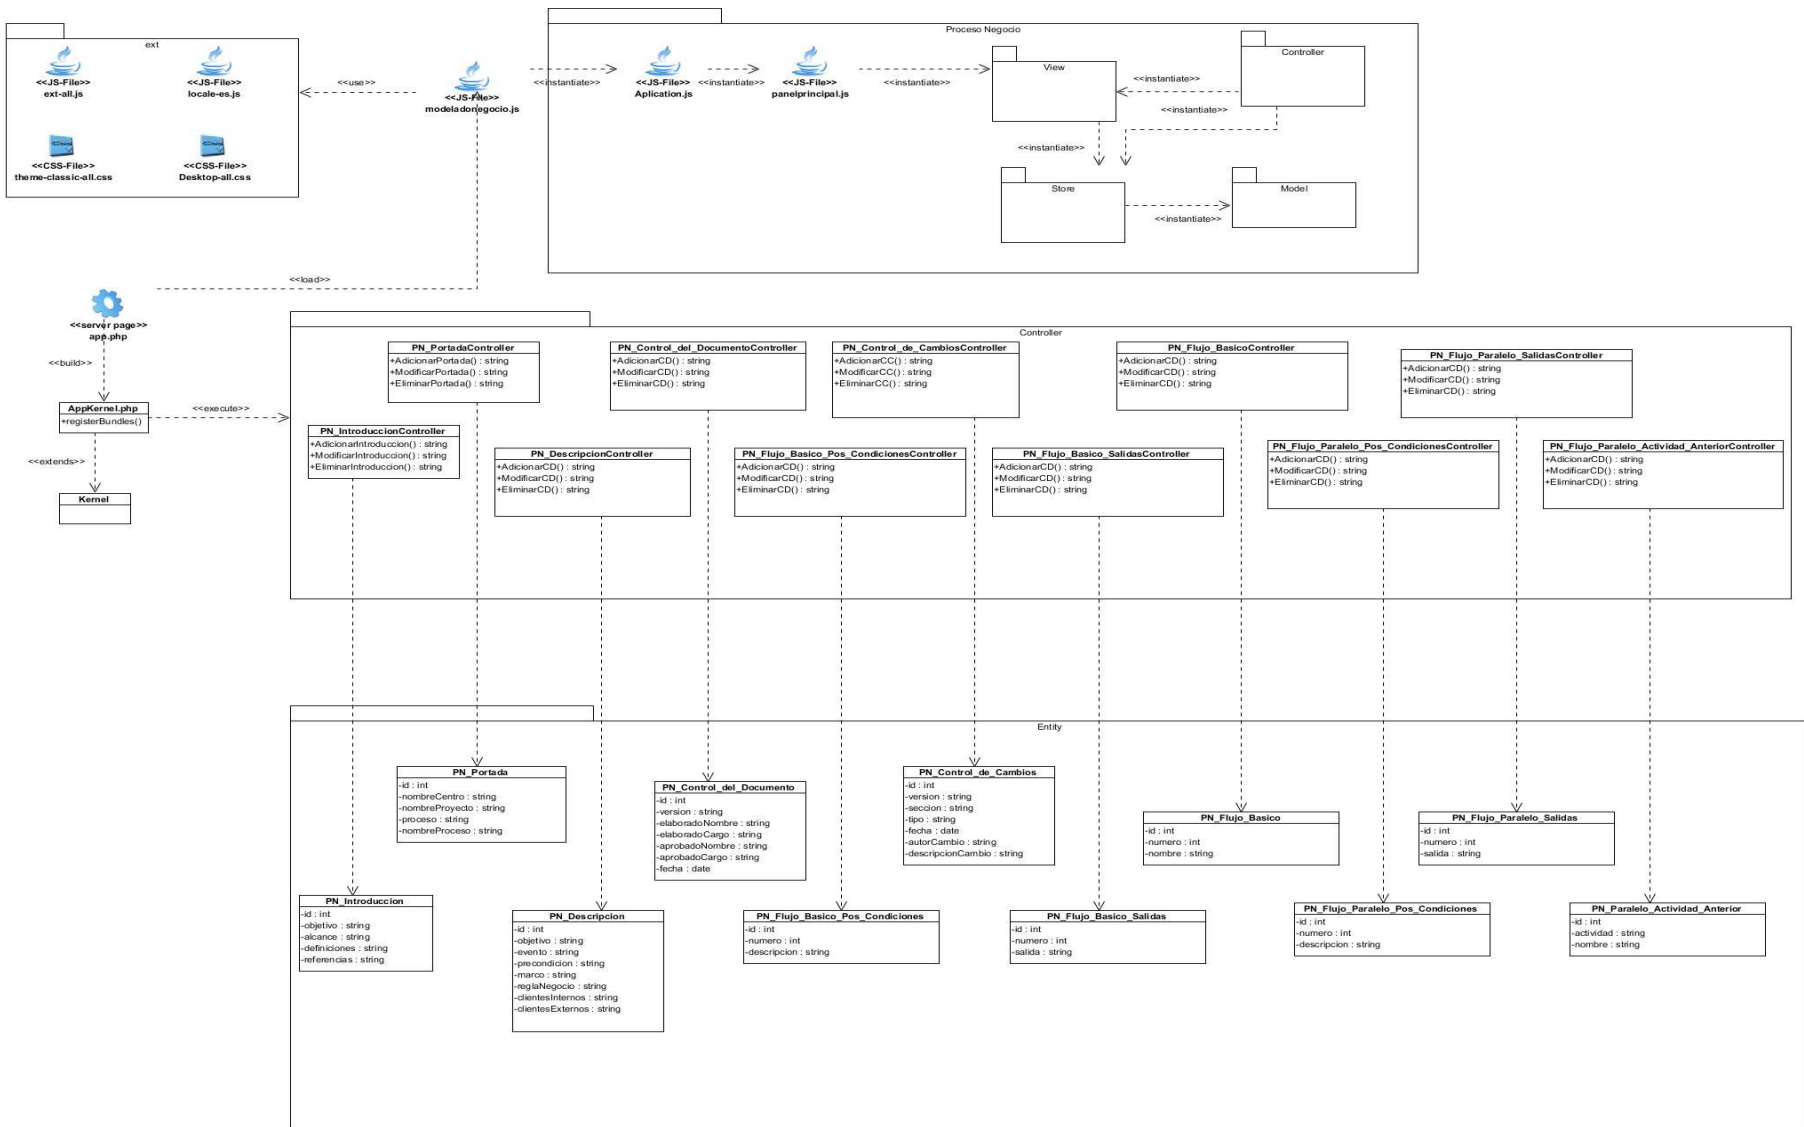 ext
<<JS-File>>
ext-all.js
<<JS-File>>
locale-es.js
<<CSS-File>>
theme-classic-all.css
<<CSS-File>>
Desktop-all.css
<<use>>
<<JS-File>>
modeladonegocio.js
<<instantiate>>
Proceso Negocio
<<JS-File>>
Aplication.js
<<instantiate>>
<<JS-File>>
panelprincipal.js
<<instantiate>>
View
Controller
<<instantiate>>
<<instantiate>>
<<instantiate>>
Store
Model
<<instantiate>>
<<load>>
<<server page>>
app.php
<<build>>
AppKernel.php
+registerBundles()
<<execute>>
<<extends>>
Kernel
Controller
PN_PortadaController
+AdicionarPortada() : string
+ModificarPortada() : string
+EliminarPortada() : string
PN_Control_del_DocumentoController
+AdicionarCD() : string
+ModificarCD() : string
+EliminarCD() : string
PN_Control_de_CambiosController
+AdicionarCC() : string
+ModificarCC() : string
+EliminarCC() : string
PN_Flujo_BasicoController
+AdicionarCD() : string
+ModificarCD() : string
+EliminarCD() : string
PN_Flujo_Paralelo_SalidasController
+AdicionarCD() : string
+ModificarCD() : string
+EliminarCD() : string
PN_IntroduccionController
+AdicionarIntroduccion() : string
+ModificarIntroduccion() : string
+EliminarIntroduccion() : string
PN_DescripcionController
+AdicionarCD() : string
+ModificarCD() : string
+EliminarCD() : string
PN_Flujo_Basico_Pos_CondicionesController
+AdicionarCD() : string
+ModificarCD() : string
+EliminarCD() : string
PN_Flujo_Basico_SalidasController
+AdicionarCD() : string
+ModificarCD() : string
+EliminarCD() : string
PN_Flujo_Paralelo_Pos_CondicionesController
+AdicionarCD() : string
+ModificarCD() : string
+EliminarCD() : string
PN_Flujo_Paralelo_Actividad_AnteriorController
+AdicionarCD() : string
+ModificarCD() : string
+EliminarCD() : string
Entity
PN_Portada
-id : int
-nombreCentro : string
-nombreProyecto : string
-proceso : string
-nombreProceso : string
PN_Control_del_Documento
-id : int
-version : string
-elaboradoNombre : string
-elaboradoCargo : string
-aprobadoNombre : string
-aprobadoCargo : string
-fecha : date
PN_Control_de_Cambios
-id : int
-version : string
-seccion : string
-tipo : string
-fecha : date
-autorCambio : string
-descripcionCambio : string
PN_Flujo_Basico
-id : int
-numero : int
-nombre : string
PN_Flujo_Paralelo_Salidas
-id : int
-numero : int
-salida : string
PN_Introduccion
-id : int
-objetivo : string
-alcance : string
-definiciones : string
-referencias : string
PN_Descripcion
-id : int
-objetivo : string
-evento : string
-precondicion : string
-marco : string
-reglaNegocio : string
-clientesInternos : string
-clientesExternos : string
PN_Flujo_Basico_Pos_Condiciones
-id : int
-numero : int
-descripcion : string
PN_Flujo_Basico_Salidas
-id : int
-numero : int
-salida : string
PN_Flujo_Paralelo_Pos_Condiciones
-id : int
-numero : int
-descripcion : string
PN_Paralelo_Actividad_Anterior
-id : int
-actividad : string
-nombre : string